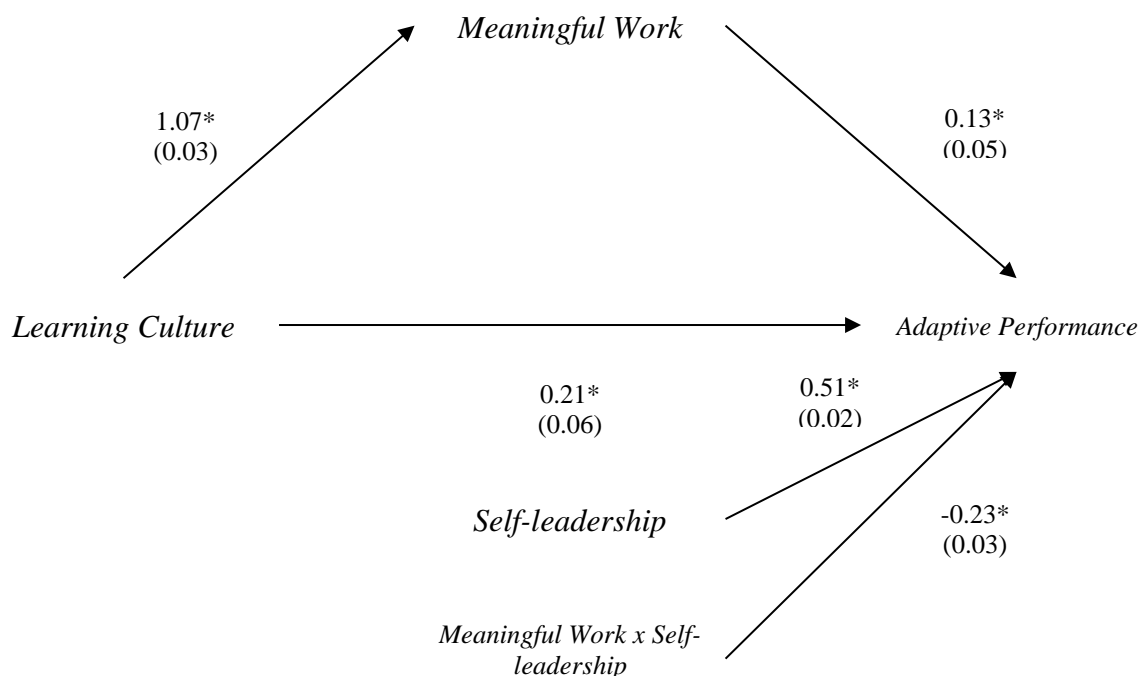 Meaningful Work
1.07*
(0.03)
0.13*
(0.05)
Learning Culture
Adaptive Performance
0.21*
(0.06)
0.51*
(0.02)
Self-leadership
-0.23*
(0.03)
Meaningful Work x Self-
leadership